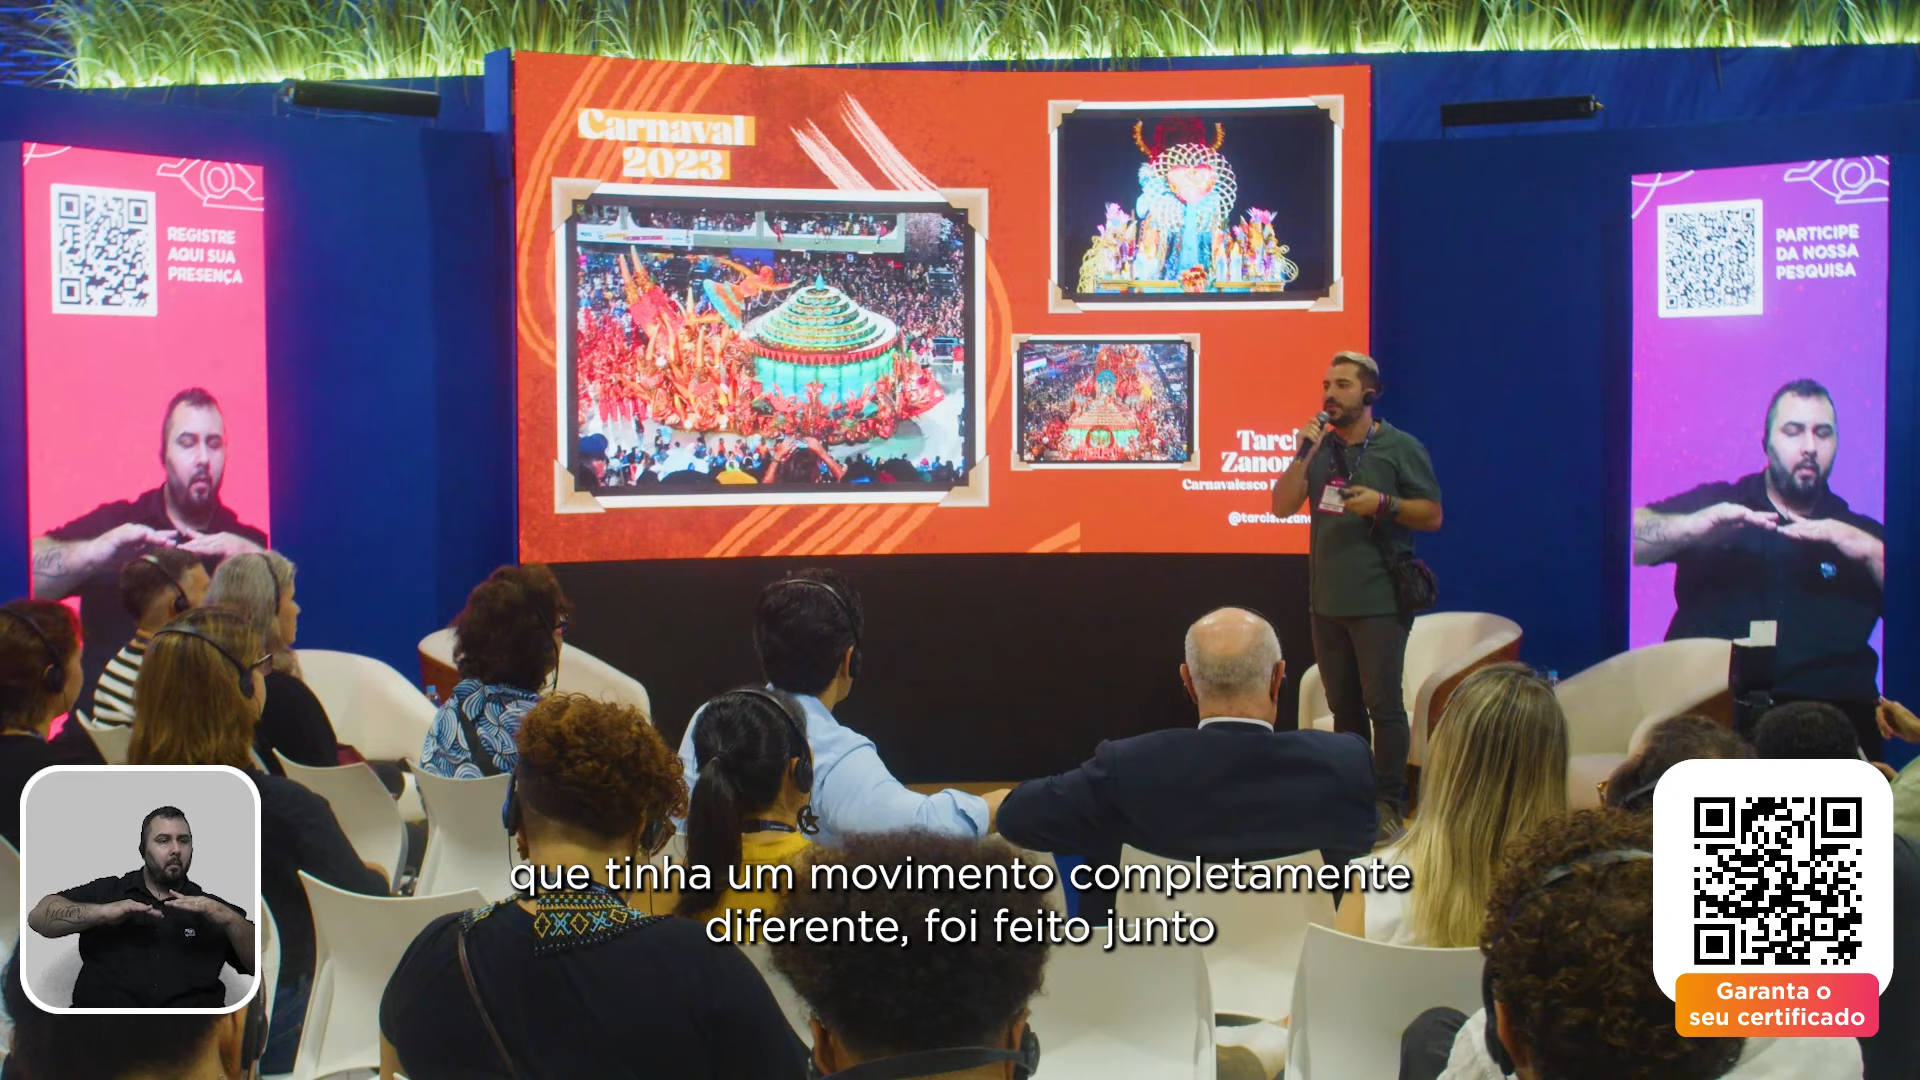 Carnaval
2023
REGISTRE
AQUI SUA
PRESENÇA
PARTICIPE
DA NOSSA
PESQUISA
Carnavalesco
que tinha um movimento completamente
diferente, foi feito junto
Garanta o
seu certificado